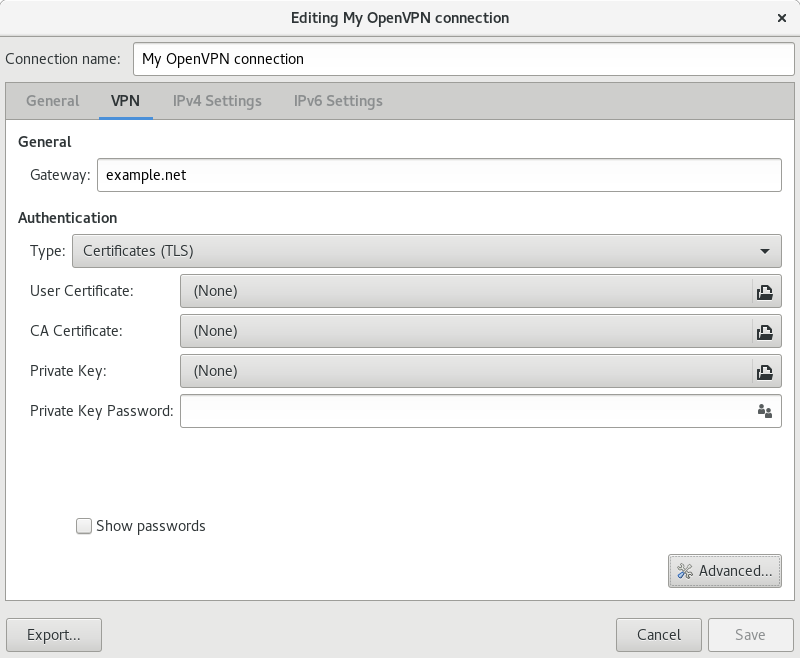 Editing My OpenVPN connection
Connection name: My OpenVPN connection
General VPN IPv4 Settings IPv6 Settings
General
Gateway: example.net
Authentication
Type: Certificates (TLS)
User Certificate: (None)
CA Certificate: (None)
Private Key: (None)
Private Key Password:
Show passwords
Advanced...
Export... Cancel Save